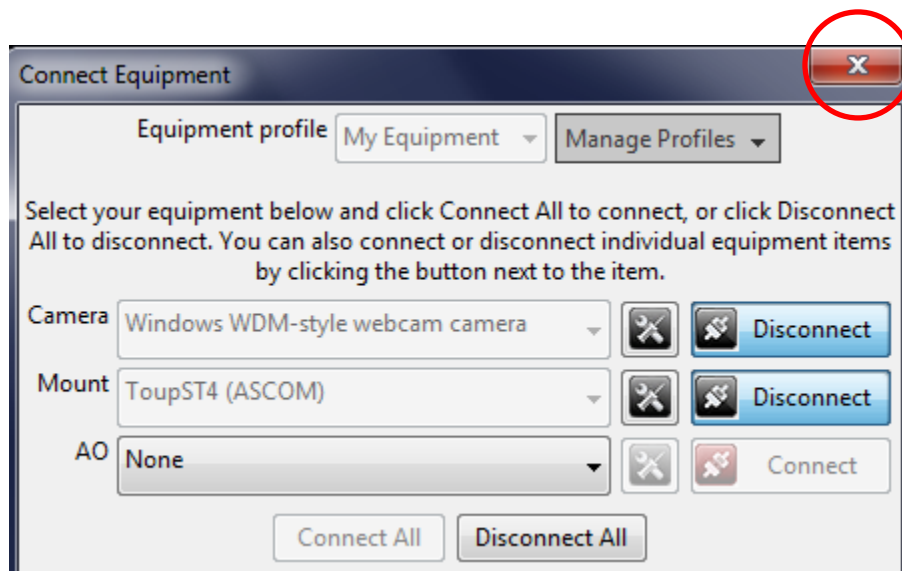 Connect Equipment
Equipment profile My Equipment Manage Profiles
Select your equipment below and click Connect All to connect, or click Disconnect
All to disconnect. You can also connect or disconnect individual equipment items
by clicking the button next to the item.
Camera Windows WDM-style webcam camera Disconnect
Mount ToupST4 (ASCOM) Disconnect
AO None Connect
Connect All Disconnect All